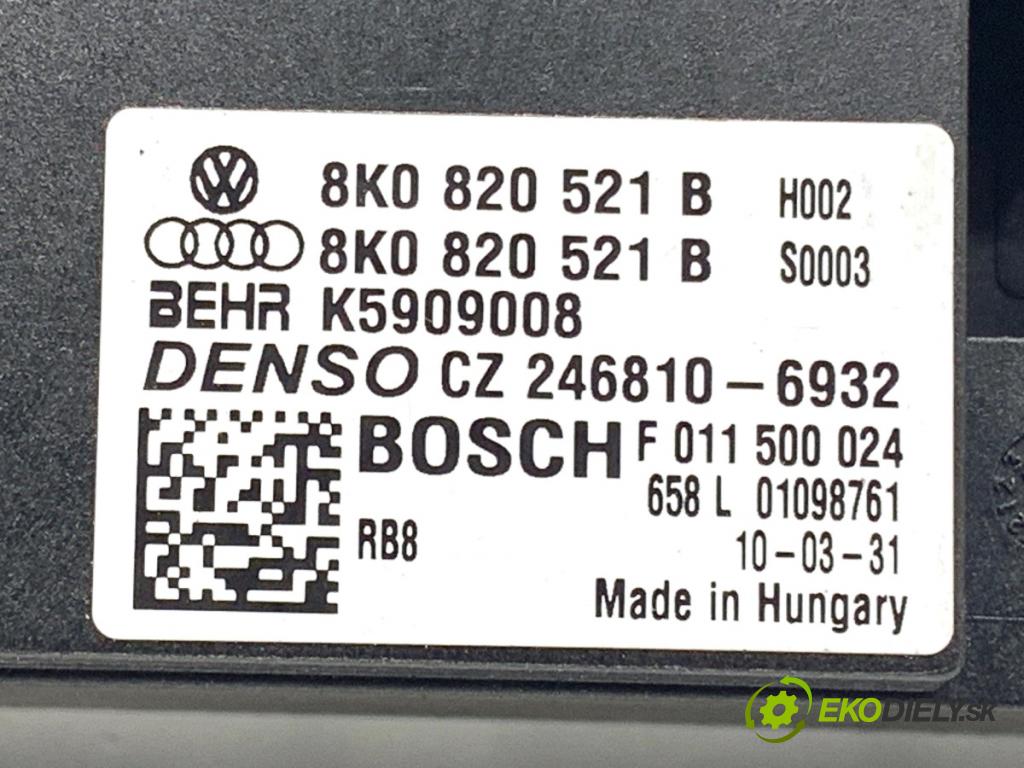 8K0 820 521 B H002
8K0 820 521 B S0003
BEHR K5909008
DENSO CZ 246810-6932
BOSCH F 011 500 024
658 L 01098761
RB8 10-03-31
Made in Hungary
EKODIELY.SK